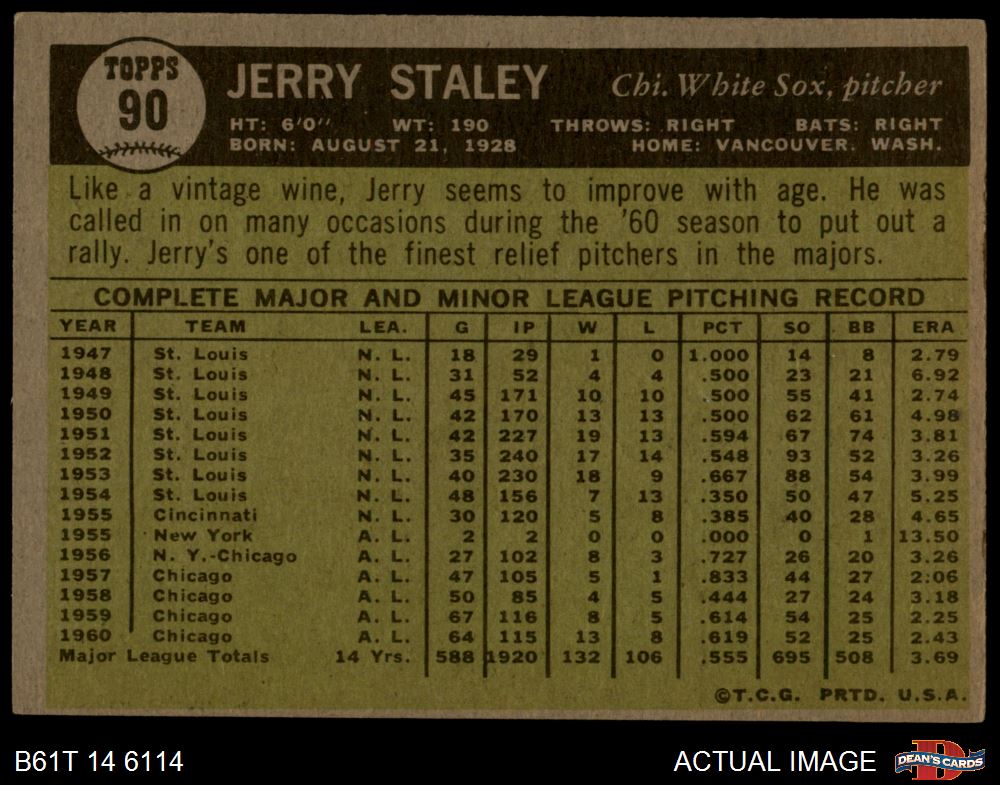 TOPPS
90
JERRY STALEY Chi. White Sox, pitcher
HT: 6'0" WT: 190 THROWS: RIGHT BATS: RIGHT
BORN: AUGUST 21, 1928 HOME: VANCOUVER. WASH.
Like a vintage wine, Jerry seems to improve with age. He was
called in on many occasions during the '60 season to put out a
rally. Jerry's one of the finest relief pitchers in the majors.
COMPLETE MAJOR AND MINOR LEAGUE PITCHING RECORD
YEAR TEAM LEA. G IP W L PCT SO BB ERA
1947 St. Louis N. L. 18 29 1 0 1.000 14 8 2.79
1948 St. Louis N. L. 31 52 4 4 .500 23 21 6.92
1949 St. Louis N. L. 45 171 10 10 .500 55 41 2.74
1950 St. Louis N. L. 42 170 13 13 .500 62 61 4.98
1951 St. Louis N. L. 42 227 19 13 .594 67 74 3.81
1952 St. Louis N. L. 35 240 17 14 .548 93 52 3.26
1953 St. Louis N. L. 40 230 18 9 .667 88 54 3.99
1954 St. Louis N. L. 48 156 7 13 .350 50 47 5.25
1955 Cincinnati N. L. 30 120 5 8 .385 40 28 4.65
1955 New York A. L. 2 2 0 0 .000 0 1 13.50
1956 N. Y.-Chicago A. L. 27 102 8 3 .727 26 20 3.26
1957 Chicago A. L. 47 105 5 1 .833 44 27 2.06
1958 Chicago A. L. 50 85 4 5 .444 27 24 3.18
1959 Chicago A. L. 67 116 8 5 .614 54 25 2.25
1960 Chicago A. L. 64 115 13 8 .619 52 25 2.43
Major League Totals 14 Yrs. 588 1920 132 106 .555 695 508 3.69
©T.C.G. PRTD. U.S.A.
B61T 14 6114 ACTUAL IMAGE DEAN'S CARDS